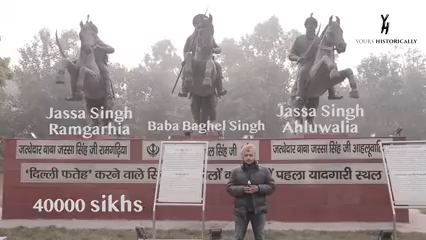 YH
YOURS HISTORICALLY
Jassa Singh
Ramgarhia
Baba Baghel Singh
Jassa Singh
Ahluwalia
जत्थेदार बाबा जस्सा सिंह जी रामगढ़िया
जत्थेदार बाबा जस्सा सिंह जी आहलूवालिया
'दिल्ली फतेह' करने वाले
पहला यादगारी स्थल
40000 sikhs